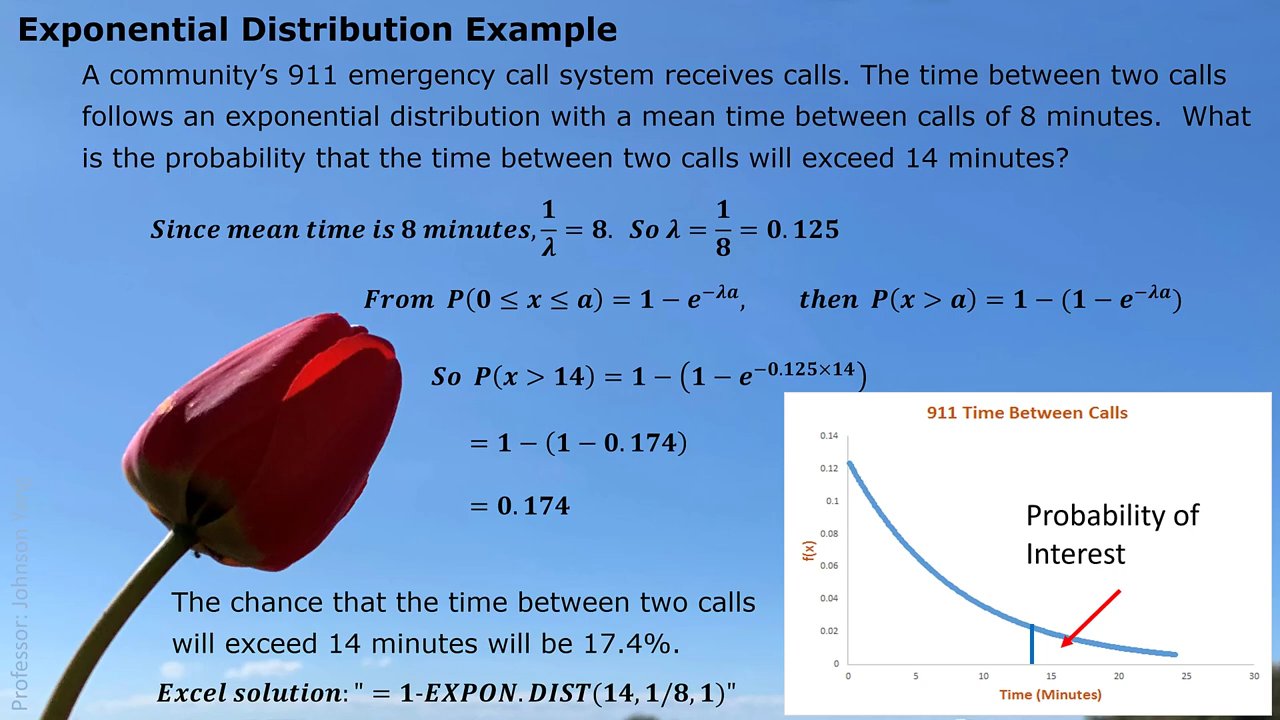 Exponential Distribution Example
A community’s 911 emergency call system receives calls. The time between two calls
follows an exponential distribution with a mean time between calls of 8 minutes.  What
is the probability that the time between two calls will exceed 14 minutes?
Since mean time is 8 minutes, 1/λ = 8.  So λ = 1/8 = 0.125
From P(0 ≤ x ≤ a) = 1 − e^{−λa},  then P(x > a) = 1 − (1 − e^{−λa})
So P(x > 14) = 1 − (1 − e^{−0.125×14})
= 1 − (1 − 0.174)
= 0.174
The chance that the time between two calls
will exceed 14 minutes will be 17.4%.
Excel solution: " = 1-EXPON.DIST(14, 1/8, 1)"
911 Time Between Calls
0.14
0.12
0.1
0.08
0.06
0.04
0.02
0
f(x)
Probability of
Interest
0 5 10 15 20 25 30
Time (Minutes)
Professor: Johnson